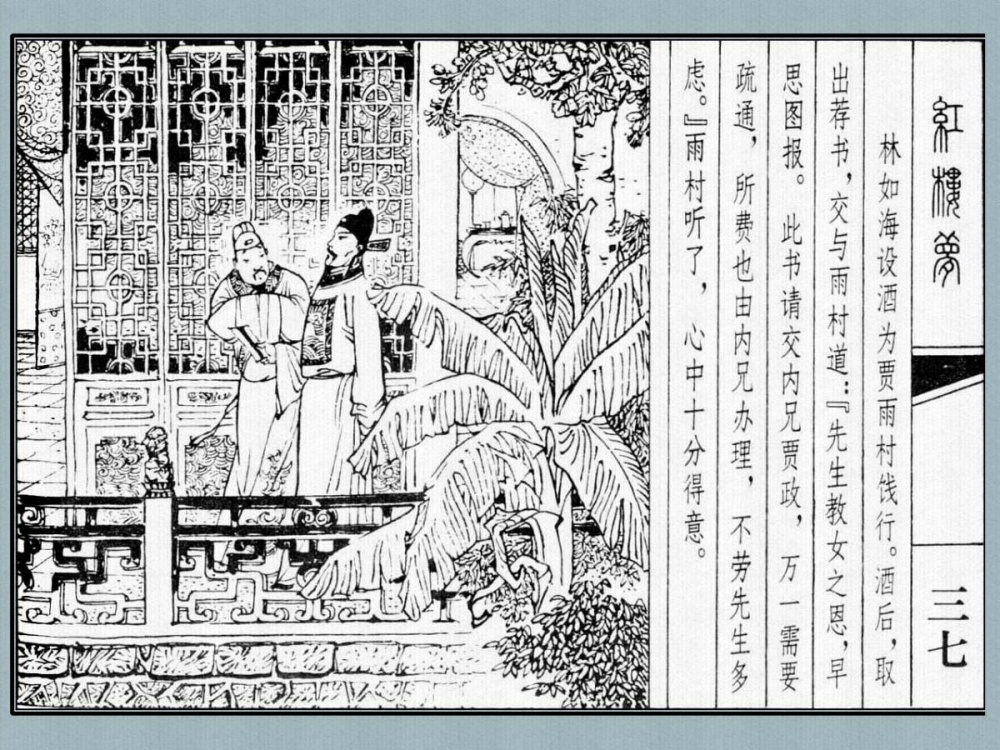 紅樓夢
三七
林如海设酒为贾雨村饯行。酒后，取
出荐书，交与雨村道：『先生教女之恩，早
思图报。此书请交内兄贾政，万一需要
疏通，所费也由内兄办理，不劳先生多
虑。』雨村听了，心中十分得意。